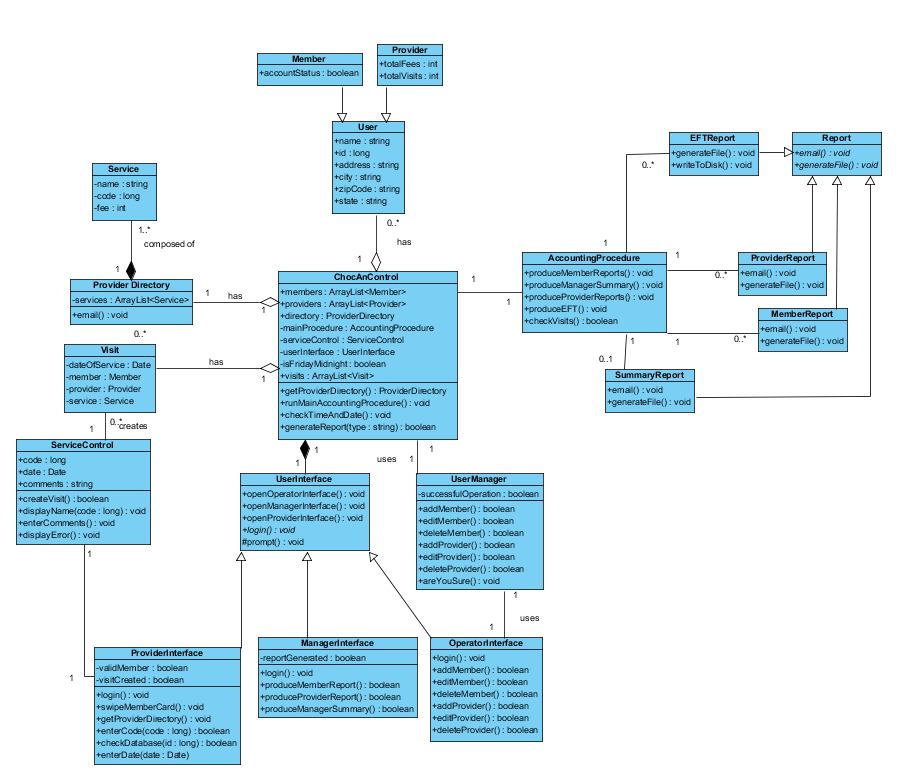 Member
+accountStatus : boolean
Provider
+totalFees : int
+totalVisits : int
User
+name : string
+id : long
+address : string
+city : string
+zipCode : string
+state : string
0..*
has
1
Service
-name : string
-code : long
-fee : int
1..*
composed of
1
Provider Directory
-services : ArrayList<Service>
+email() : void
1
has
1
0..*
Visit
-dateOfService : Date
-member : Member
-provider : Provider
-service : Service
has
1
0..*
creates
1
ServiceControl
+code : long
+date : Date
+comments : string
+createVisit() : boolean
+displayName(code : long) : void
+enterComments() : void
+displayError() : void
1
1
ChocAnControl
+members : ArrayList<Member>
+providers : ArrayList<Provider>
+directory : ProviderDirectory
-mainProcedure : AccountingProcedure
-serviceControl : ServiceControl
-userInterface : UserInterface
-isFridayMidnight : boolean
+visits : ArrayList<Visit>
+getProviderDirectory() : ProviderDirectory
+runMainAccountingProcedure() : void
+checkTimeAndDate() : void
+generateReport(type : string) : boolean
1
1
EFTReport
+generateFile() : void
+writeToDisk() : void
Report
+email() : void
+generateFile() : void
0..*
1
AccountingProcedure
+produceMemberReports() : void
+produceManagerSummary() : void
+produceProviderReports() : void
+produceEFT() : void
+checkVisits() : boolean
1
0..*
ProviderReport
+email() : void
+generateFile() : void
1
0..*
MemberReport
+email() : void
+generateFile() : void
1
0..1
SummaryReport
+email() : void
+generateFile() : void
1
1
UserInterface
+openOperatorInterface() : void
+openManagerInterface() : void
+openProviderInterface() : void
+login() : void
#prompt() : void
1
uses
1
UserManager
-successfulOperation : boolean
+addMember() : boolean
+editMember() : boolean
+deleteMember() : boolean
+addProvider() : boolean
+editProvider() : boolean
+deleteProvider() : boolean
+areYouSure() : void
1
uses
1
ProviderInterface
-validMember : boolean
-visitCreated : boolean
+login() : void
+swipeMemberCard() : void
+getProviderDirectory() : void
+enterCode(code : long) : boolean
+checkDatabase(id : long) : boolean
+enterDate(date : Date)
ManagerInterface
-reportGenerated : boolean
+login() : void
+produceMemberReport() : boolean
+produceProviderReport() : boolean
+produceManagerSummary() : boolean
OperatorInterface
+login() : void
+addMember() : boolean
+editMember() : boolean
+deleteMember() : boolean
+addProvider() : boolean
+editProvider() : boolean
+deleteProvider() : boolean